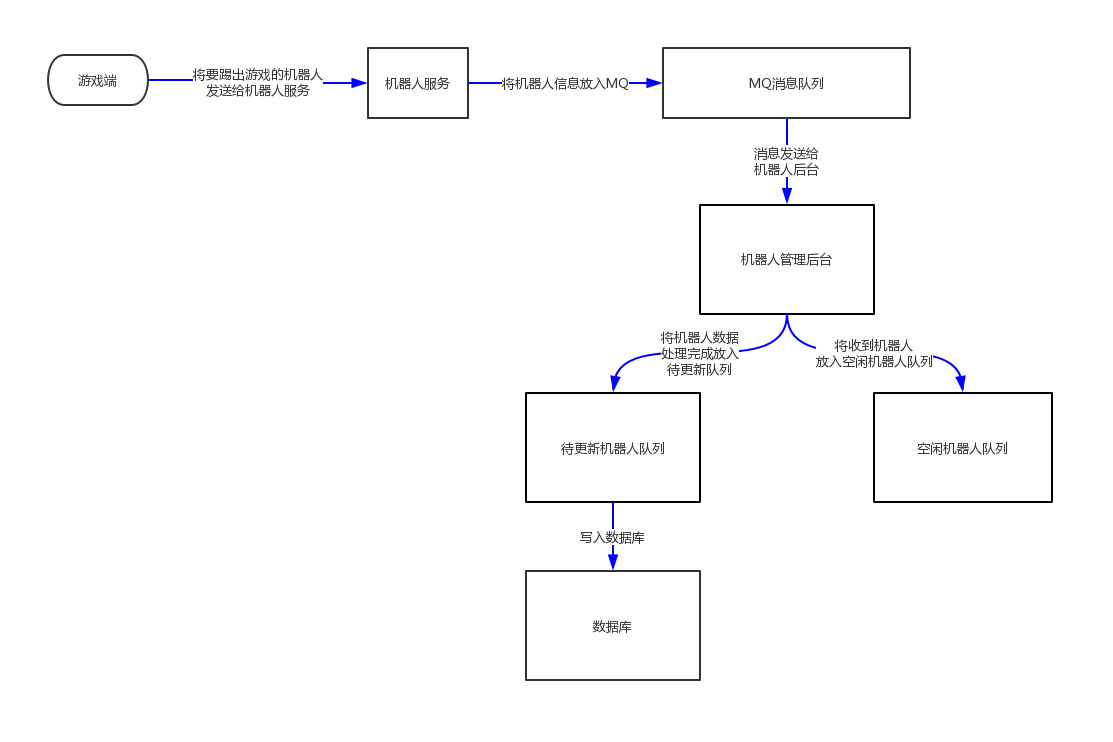 游戏端
将要踢出游戏的机器人
发送给机器人服务
机器人服务
将机器人信息放入MQ
MQ消息队列
消息发送给
机器人后台
机器人管理后台
将机器人数据
处理完成放入
待更新队列
将收到机器人
放入空闲机器人队列
待更新机器人队列
空闲机器人队列
写入数据库
数据库